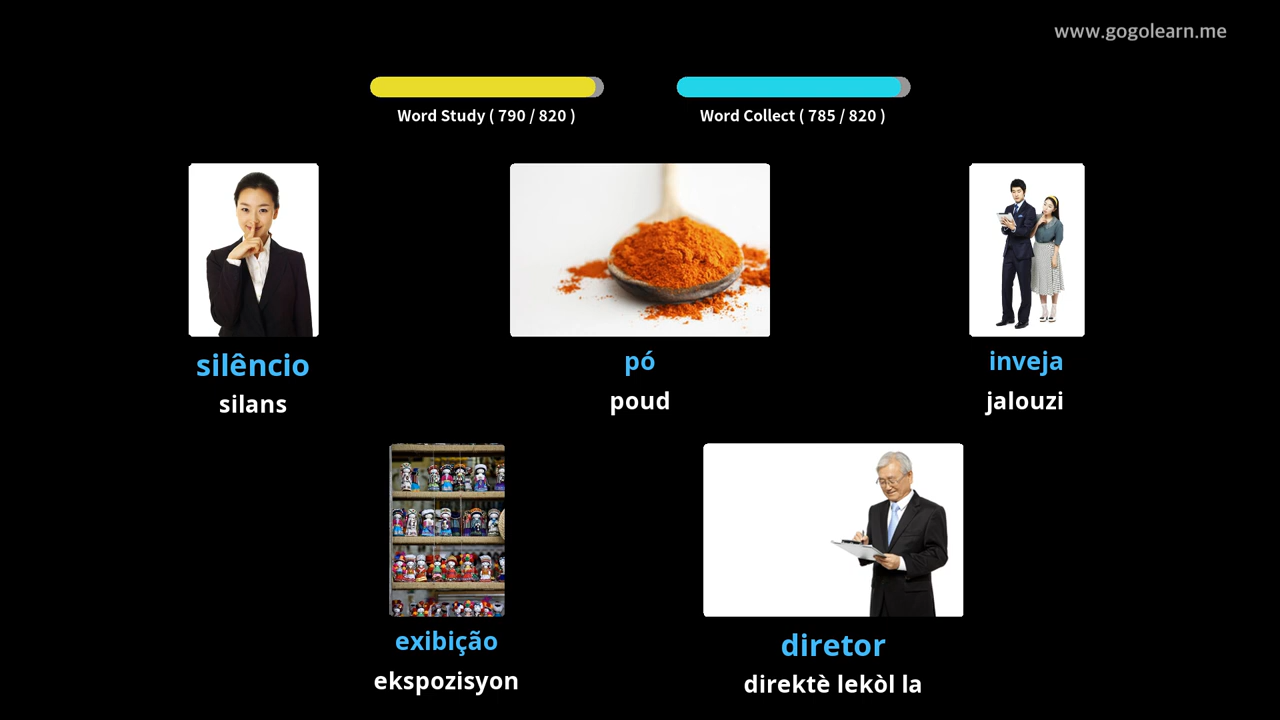 www.gogolearn.me
Word Study ( 790 / 820 )
Word Collect ( 785 / 820 )
silêncio
silans
pó
poud
inveja
jalouzi
exibição
ekspozisyon
diretor
direktè lekòl la